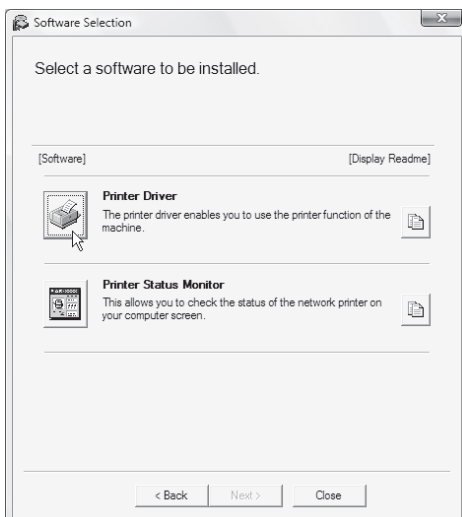 Software Selection
X
Select a software to be installed.
[Software] [Display Readme]
Printer Driver
The printer driver enables you to use the printer function of the
machine.
Printer Status Monitor
This allows you to check the status of the network printer on
your computer screen.
< Back Next > Close